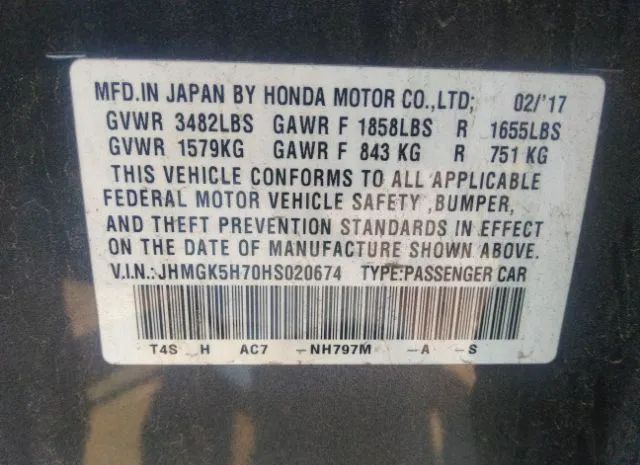 MFD.IN JAPAN BY HONDA MOTOR CO.,LTD; 02/'17
GVWR 3482LBS GAWR F 1858LBS R 1655LBS
GVWR 1579KG GAWR F 843 KG R 751 KG
THIS VEHICLE CONFORMS TO ALL APPLICABLE
FEDERAL MOTOR VEHICLE SAFETY ,BUMPER,
AND THEFT PREVENTION STANDARDS IN EFFECT
ON THE DATE OF MANUFACTURE SHOWN ABOVE.
V.I.N.:JHMGK5H70HS020674 TYPE:PASSENGER CAR
T4S H AC7 -NH797M -A -S